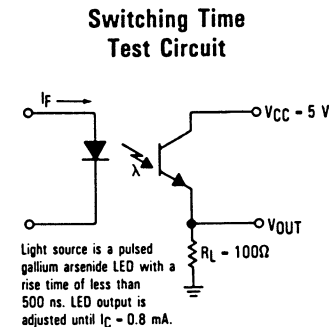 Switching Time
Test Circuit
IF
VCC - 5 V
λ
VOUT
RL - 100Ω
Light source is a pulsed
gallium arsenide LED with a
rise time of less than
500 ns. LED output is
adjusted until IC - 0.8 mA.